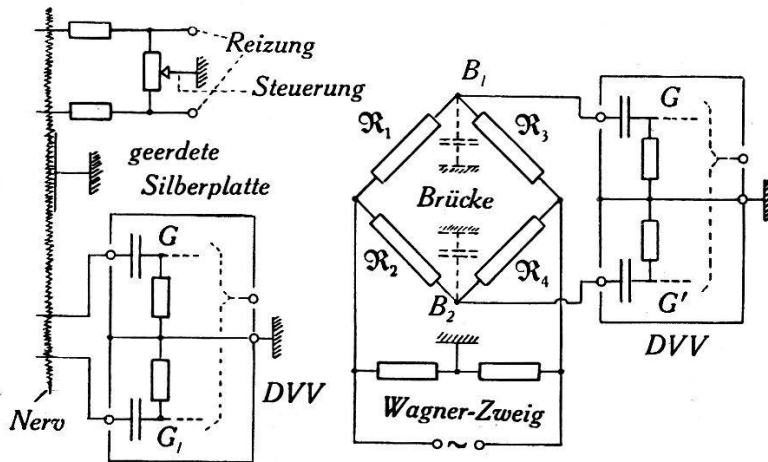 Reizung
Steuerung
geerdete
Silberplatte
G
G₁
DVV
Nerv
B₁
ℜ₁
ℜ₃
Brücke
ℜ₂
ℜ₄
B₂
G
G'
DVV
Wagner-Zweig
~